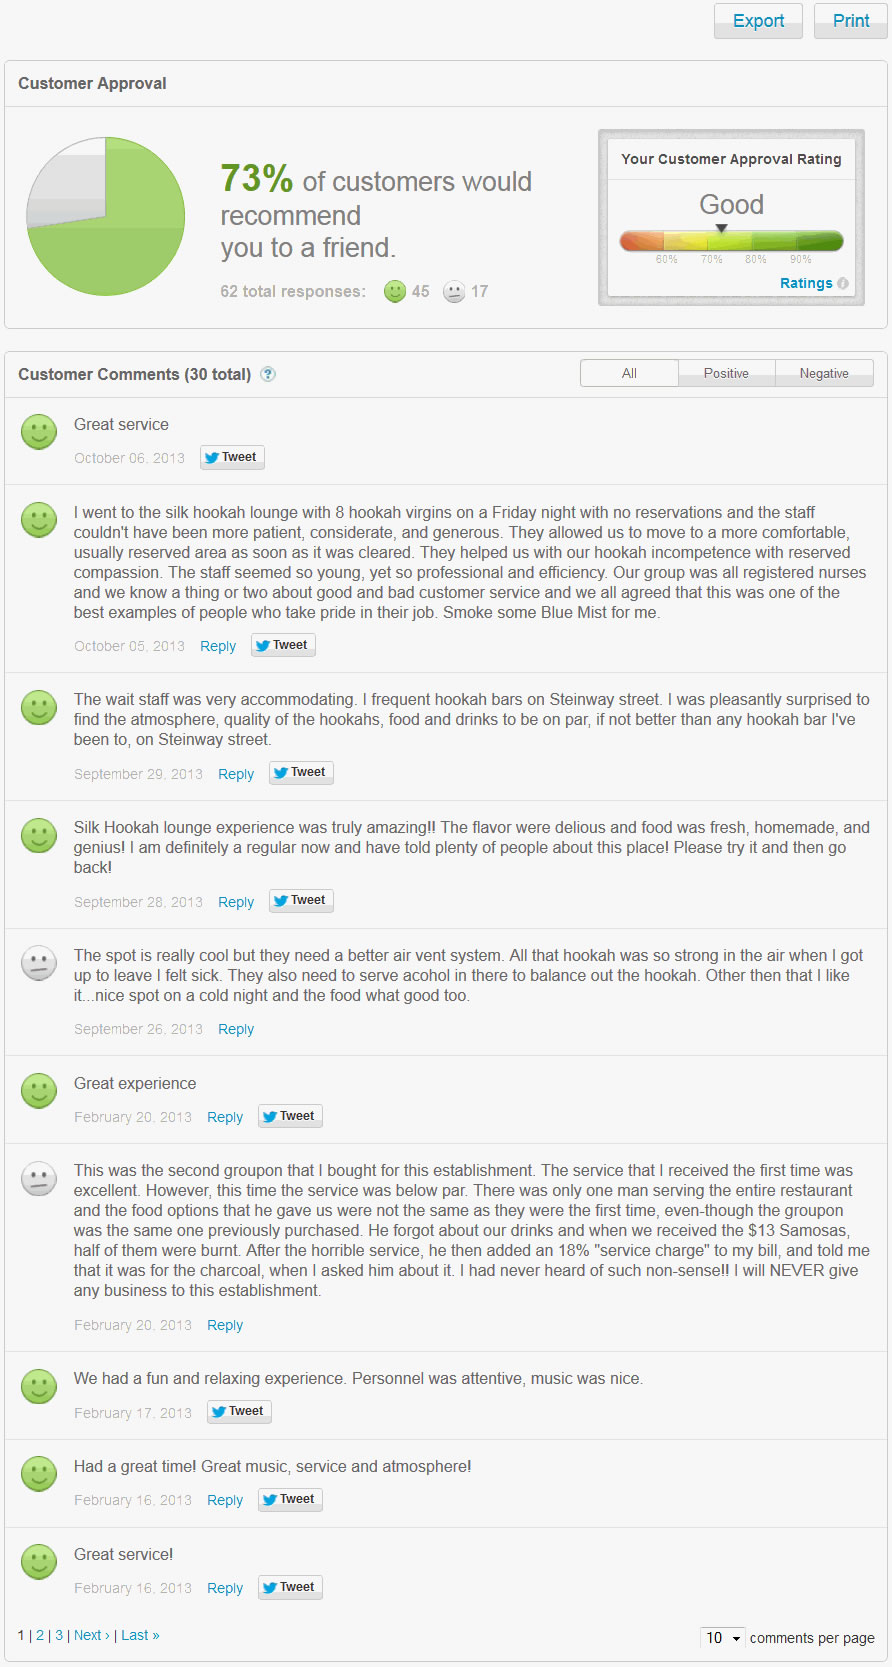 Export Print
Customer Approval
73% of customers would
recommend
you to a friend.
62 total responses: 45 17
Your Customer Approval Rating
Good
60% 70% 80% 90%
Ratings i
Customer Comments (30 total) ?
All Positive Negative
Great service
October 06, 2013 Tweet
I went to the silk hookah lounge with 8 hookah virgins on a Friday night with no reservations and the staff
couldn't have been more patient, considerate, and generous. They allowed us to move to a more comfortable,
usually reserved area as soon as it was cleared. They helped us with our hookah incompetence with reserved
compassion. The staff seemed so young, yet so professional and efficiency. Our group was all registered nurses
and we know a thing or two about good and bad customer service and we all agreed that this was one of the
best examples of people who take pride in their job. Smoke some Blue Mist for me.
October 05, 2013 Reply Tweet
The wait staff was very accommodating. I frequent hookah bars on Steinway street. I was pleasantly surprised to
find the atmosphere, quality of the hookahs, food and drinks to be on par, if not better than any hookah bar I've
been to, on Steinway street.
September 29, 2013 Reply Tweet
Silk Hookah lounge experience was truly amazing!! The flavor were delious and food was fresh, homemade, and
genius! I am definitely a regular now and have told plenty of people about this place! Please try it and then go
back!
September 28, 2013 Reply Tweet
The spot is really cool but they need a better air vent system. All that hookah was so strong in the air when I got
up to leave I felt sick. They also need to serve acohol in there to balance out the hookah. Other then that I like
it...nice spot on a cold night and the food what good too.
September 26, 2013 Reply
Great experience
February 20, 2013 Reply Tweet
This was the second groupon that I bought for this establishment. The service that I received the first time was
excellent. However, this time the service was below par. There was only one man serving the entire restaurant
and the food options that he gave us were not the same as they were the first time, even-though the groupon
was the same one previously purchased. He forgot about our drinks and when we received the $13 Samosas,
half of them were burnt. After the horrible service, he then added an 18% "service charge" to my bill, and told me
that it was for the charcoal, when I asked him about it. I had never heard of such non-sense!! I will NEVER give
any business to this establishment.
February 20, 2013 Reply
We had a fun and relaxing experience. Personnel was attentive, music was nice.
February 17, 2013 Tweet
Had a great time! Great music, service and atmosphere!
February 16, 2013 Reply Tweet
Great service!
February 16, 2013 Reply Tweet
1 | 2 | 3 | Next › | Last » 10 comments per page